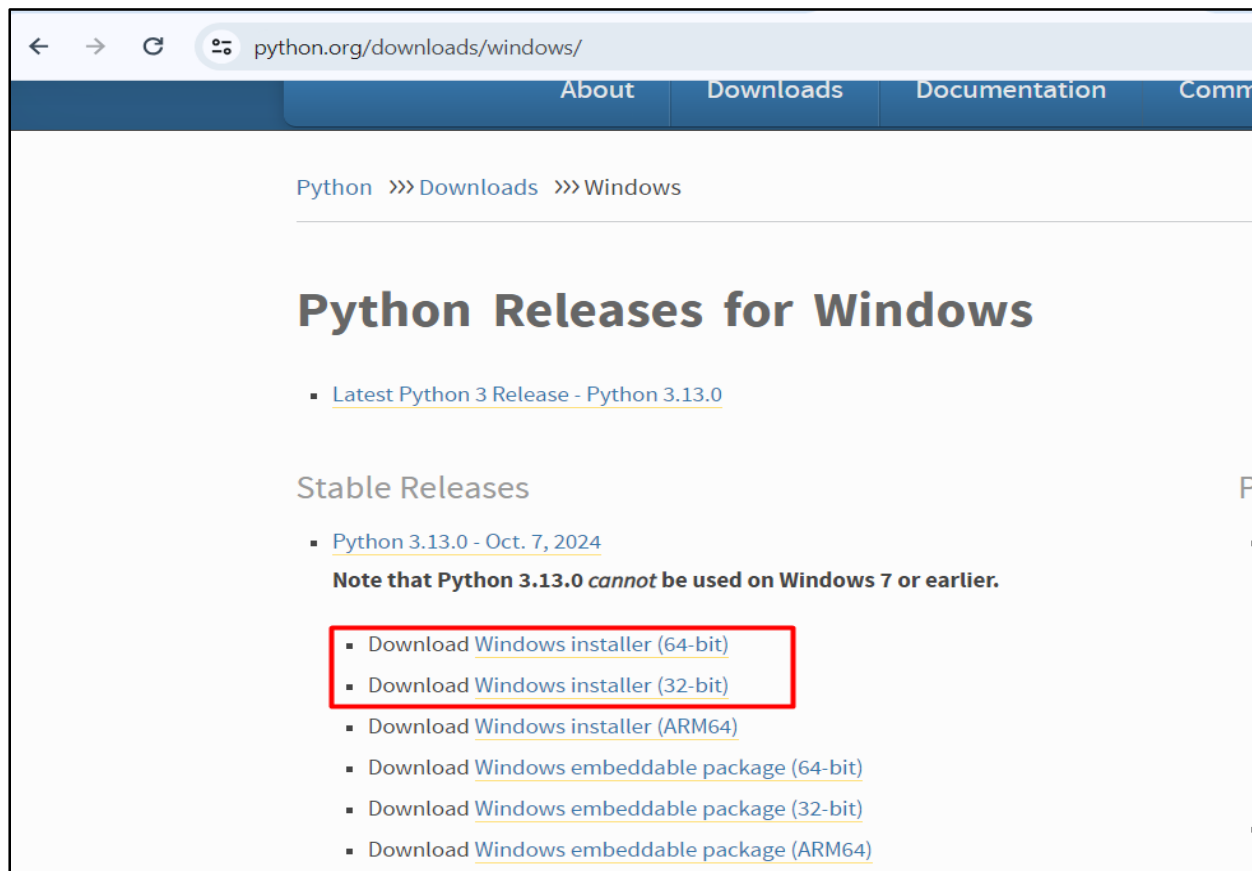 python.org/downloads/windows/
About Downloads Documentation Comm
Python >>> Downloads >>> Windows
Python Releases for Windows
Latest Python 3 Release - Python 3.13.0
Stable Releases
P
Python 3.13.0 - Oct. 7, 2024
Note that Python 3.13.0 cannot be used on Windows 7 or earlier.
Download Windows installer (64-bit)
Download Windows installer (32-bit)
Download Windows installer (ARM64)
Download Windows embeddable package (64-bit)
Download Windows embeddable package (32-bit)
Download Windows embeddable package (ARM64)